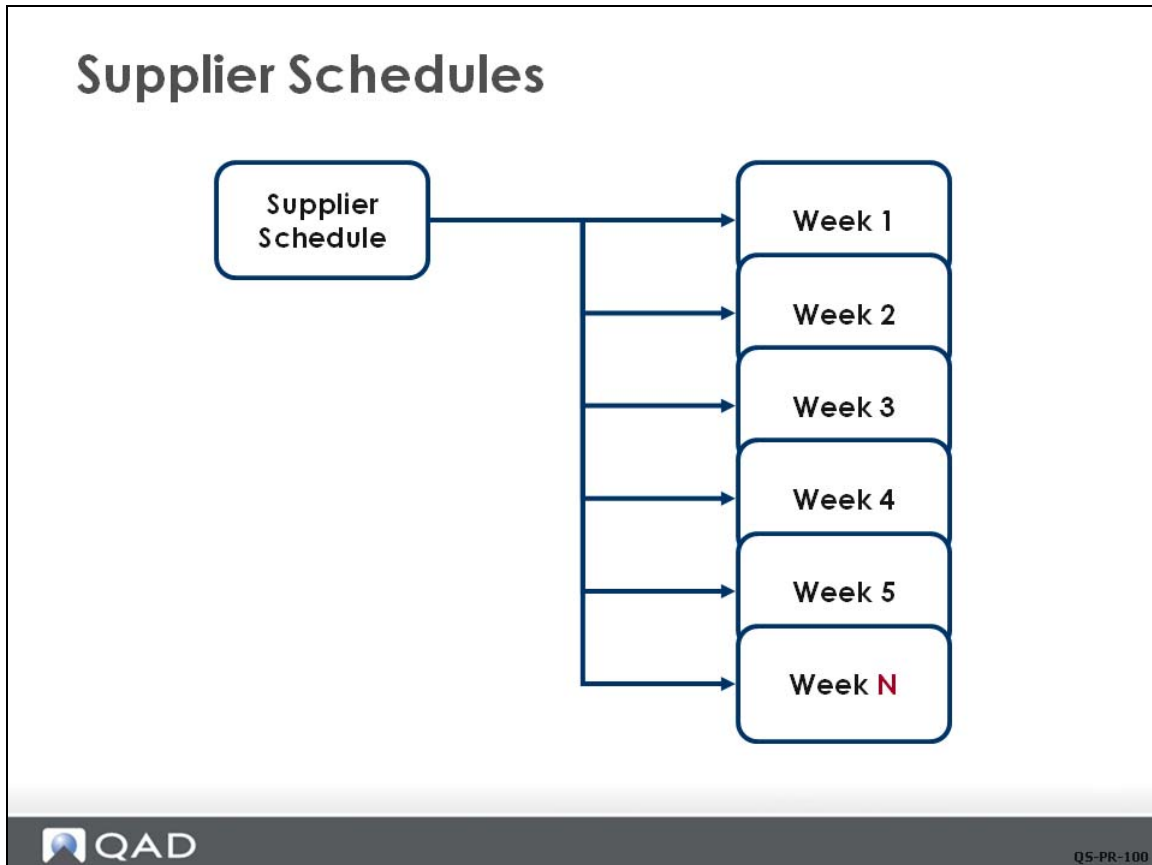 Supplier Schedules
Supplier
Schedule
Week 1
Week 2
Week 3
Week 4
Week 5
Week N
QAD
QS-PR-100